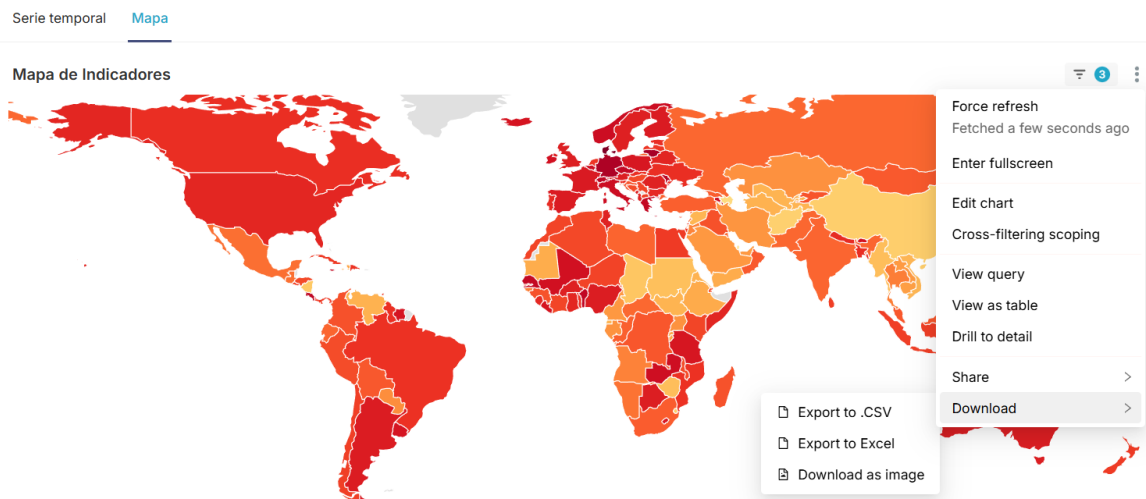 Serie temporal
Mapa
Mapa de Indicadores
3
Force refresh
Fetched a few seconds ago
Enter fullscreen
Edit chart
Cross-filtering scoping
View query
View as table
Drill to detail
Share
Download
Export to .CSV
Export to Excel
Download as image